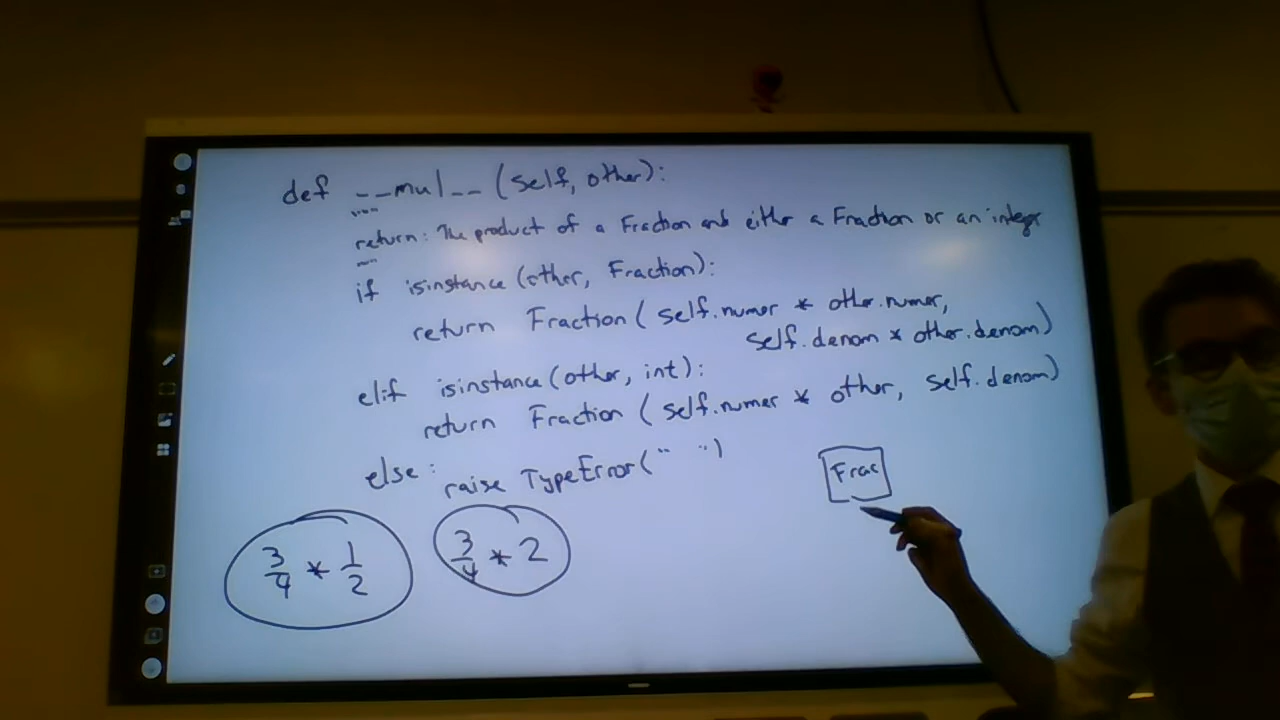 def __mul__ (self, other):
"""
return: The product of a Fraction and either a Fraction or an integer
"""
if isinstance (other, Fraction):
return Fraction ( self.numer * other.numer,
self.denom * other.denom)
elif isinstance (other, int):
return Fraction ( self.numer * other, self.denom)
else:
raise TypeError(" ")
Frac
3/4 * 1/2
3/4 * 2